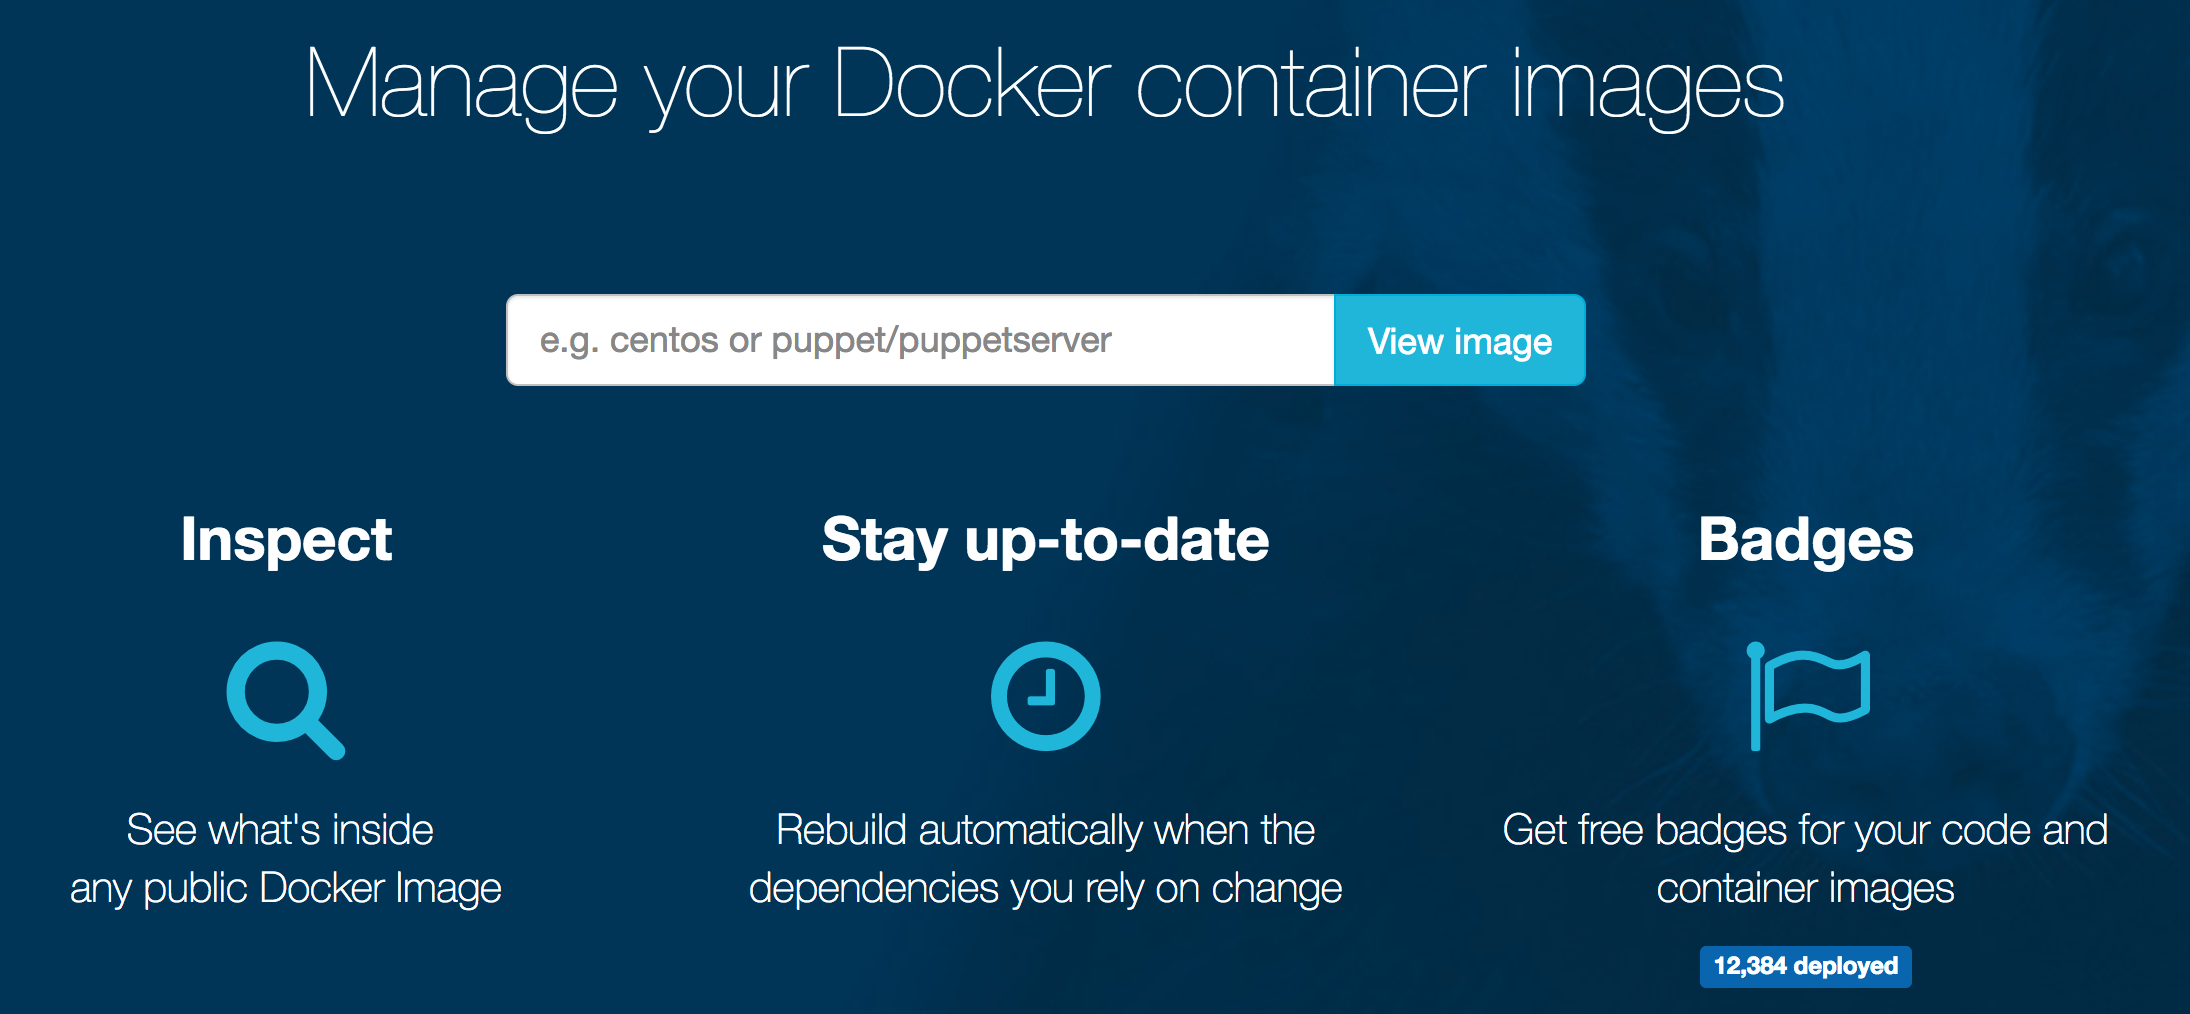 Manage your Docker container images
e.g. centos or puppet/puppetserver
View image
Inspect
See what's inside
any public Docker Image
Stay up-to-date
Rebuild automatically when the
dependencies you rely on change
Badges
Get free badges for your code and
container images
12,384 deployed